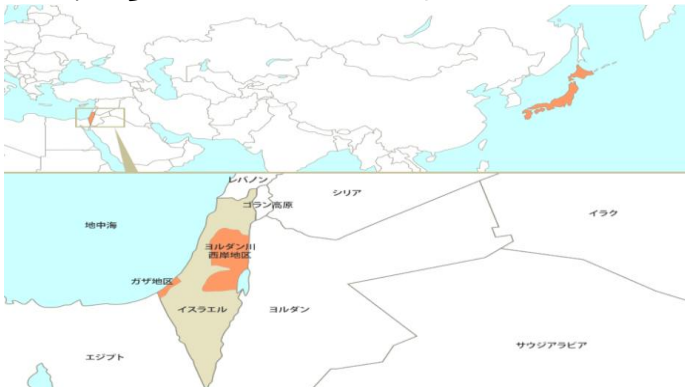 レバノン
シリア
ゴラン高原
イラク
地中海
ヨルダン川
西岸地区
ガザ地区
イスラエル
ヨルダン
サウジアラビア
エジプト